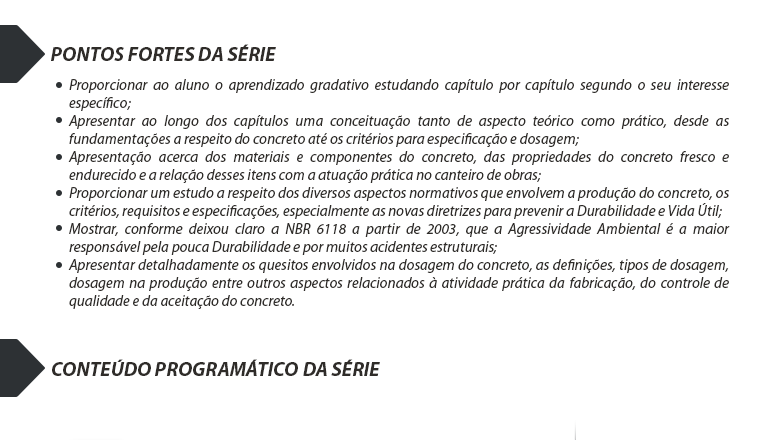 PONTOS FORTES DA SÉRIE
• Proporcionar ao aluno o aprendizado gradativo estudando capítulo por capítulo segundo o seu interesse
específico;
• Apresentar ao longo dos capítulos uma conceituação tanto de aspecto teórico como prático, desde as
fundamentações a respeito do concreto até os critérios para especificação e dosagem;
• Apresentação acerca dos materiais e componentes do concreto, das propriedades do concreto fresco e
endurecido e a relação desses itens com a atuação prática no canteiro de obras;
• Proporcionar um estudo a respeito dos diversos aspectos normativos que envolvem a produção do concreto, os
critérios, requisitos e especificações, especialmente as novas diretrizes para prevenir a Durabilidade e Vida Útil;
• Mostrar, conforme deixou claro a NBR 6118 a partir de 2003, que a Agressividade Ambiental é a maior
responsável pela pouca Durabilidade e por muitos acidentes estruturais;
• Apresentar detalhadamente os quesitos envolvidos na dosagem do concreto, as definições, tipos de dosagem,
dosagem na produção entre outros aspectos relacionados à atividade prática da fabricação, do controle de
qualidade e da aceitação do concreto.
CONTEÚDO PROGRAMÁTICO DA SÉRIE